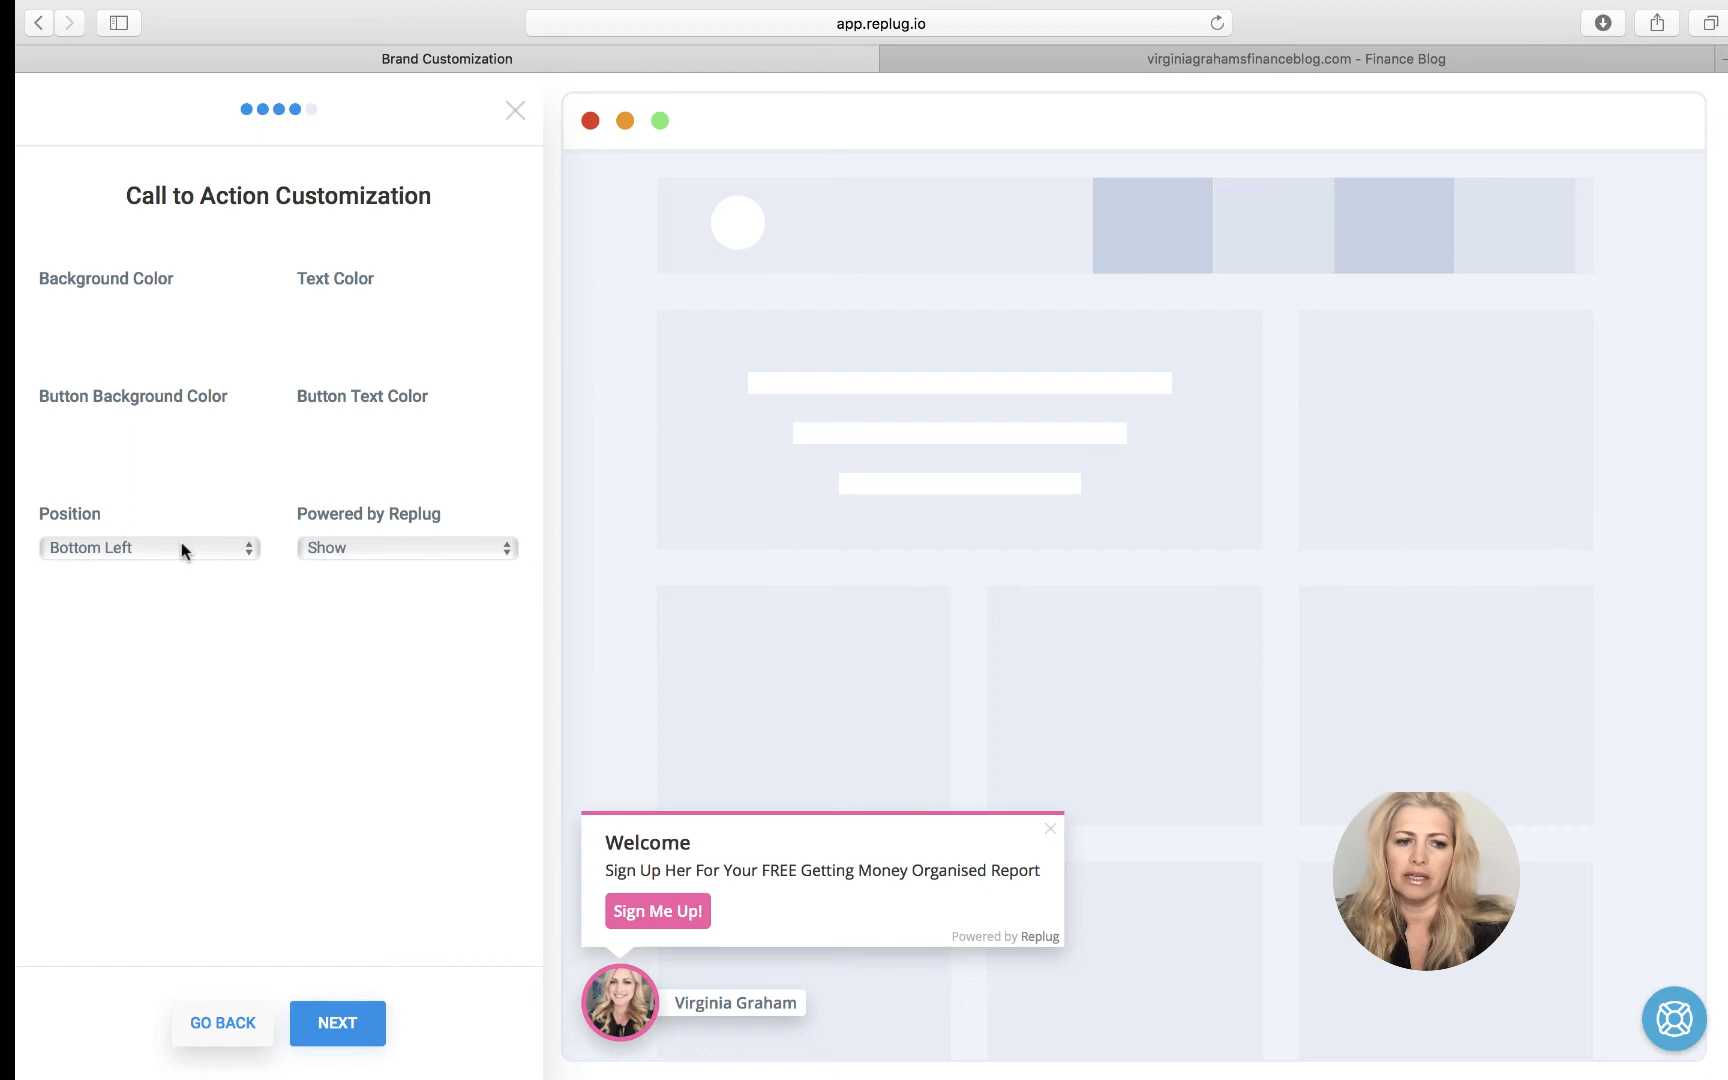 app.replug.io
Brand Customization
virginiagrahamsfinanceblog.com - Finance Blog
Call to Action Customization
Background Color
Text Color
Button Background Color
Button Text Color
Position
Powered by Replug
Bottom Left
Show
Welcome
Sign Up Her For Your FREE Getting Money Organised Report
Sign Me Up!
Powered by Replug
Virginia Graham
GO BACK
NEXT